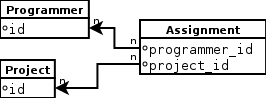 Programmer
id
n
Assignment
n
programmer_id
n
project_id
Project
n
id